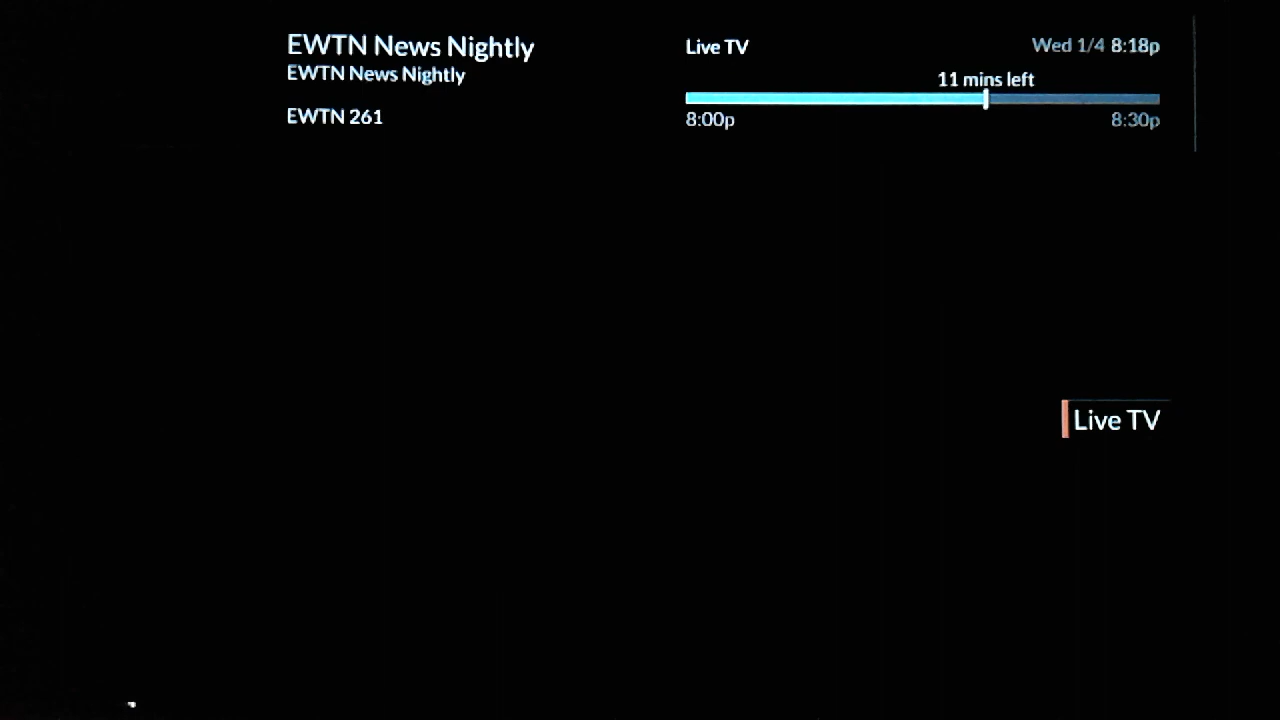 EWTN News Nightly
EWTN News Nightly
EWTN 261
Live TV
Wed 1/4 8:18p
11 mins left
8:00p
8:30p
Live TV